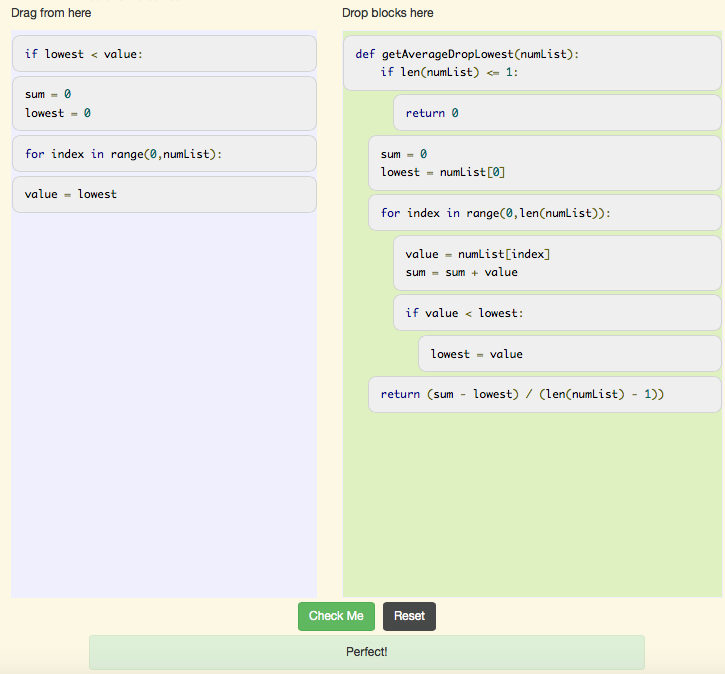 Drag from here
if lowest < value:
sum = 0
lowest = 0
for index in range(0,numList):
value = lowest
Drop blocks here
def getAverageDropLowest(numList):
    if len(numList) <= 1:
return 0
sum = 0
lowest = numList[0]
for index in range(0,len(numList)):
value = numList[index]
sum = sum + value
if value < lowest:
lowest = value
return (sum - lowest) / (len(numList) - 1))
Check Me
Reset
Perfect!